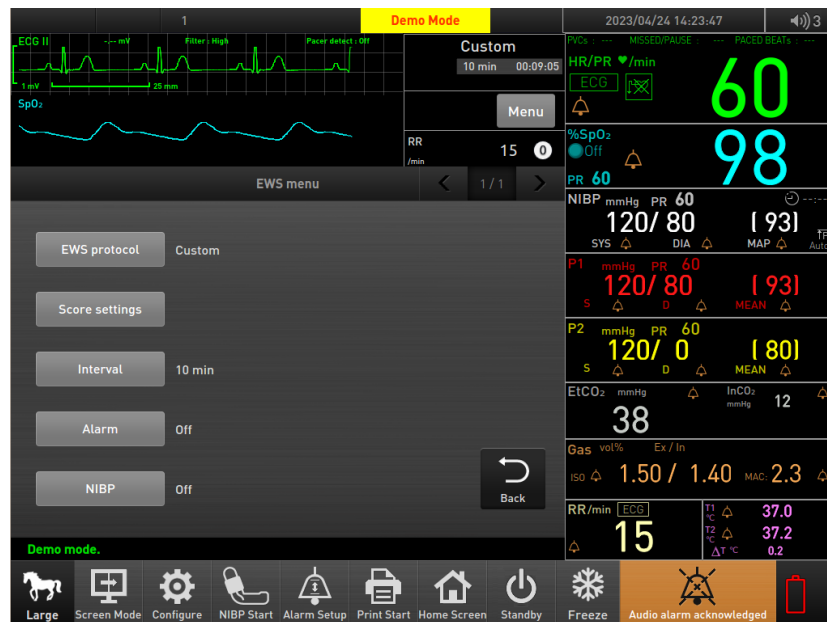 1
Demo Mode
2023/04/24 14:23:47
3
ECG II
-.-- mV
Filter : High
Pacer detect : Off
1 mV
25 mm
Custom
10 min 00:09:05
SpO₂
Menu
RR
/min
15 0
EWS menu
1/1
EWS protocol
Custom
Score settings
Interval
10 min
Alarm
Off
NIBP
Off
Back
Demo mode.
PVCs : --- MISSED/PAUSE : --- PACED BEATs : ---
HR/PR /min
ECG
60
%SpO₂
Off
PR 60
98
NIBP mmHg PR 60
--:--
120/ 80 ( 93)
SYS DIA MAP
Auto
P1 mmHg PR 60
120/ 80 ( 93)
S D MEAN
P2 mmHg PR 60
120/ 0 ( 80)
S D MEAN
EtCO₂ mmHg
38
InCO₂
mmHg
12
Gas vol% Ex / In
ISO 1.50 / 1.40 MAC: 2.3
RR/min ECG
15
T1
°C
37.0
T2
°C
37.2
ΔT °C 0.2
Large
Screen Mode
Configure
NIBP Start
Alarm Setup
Print Start
Home Screen
Standby
Freeze
Audio alarm acknowledged